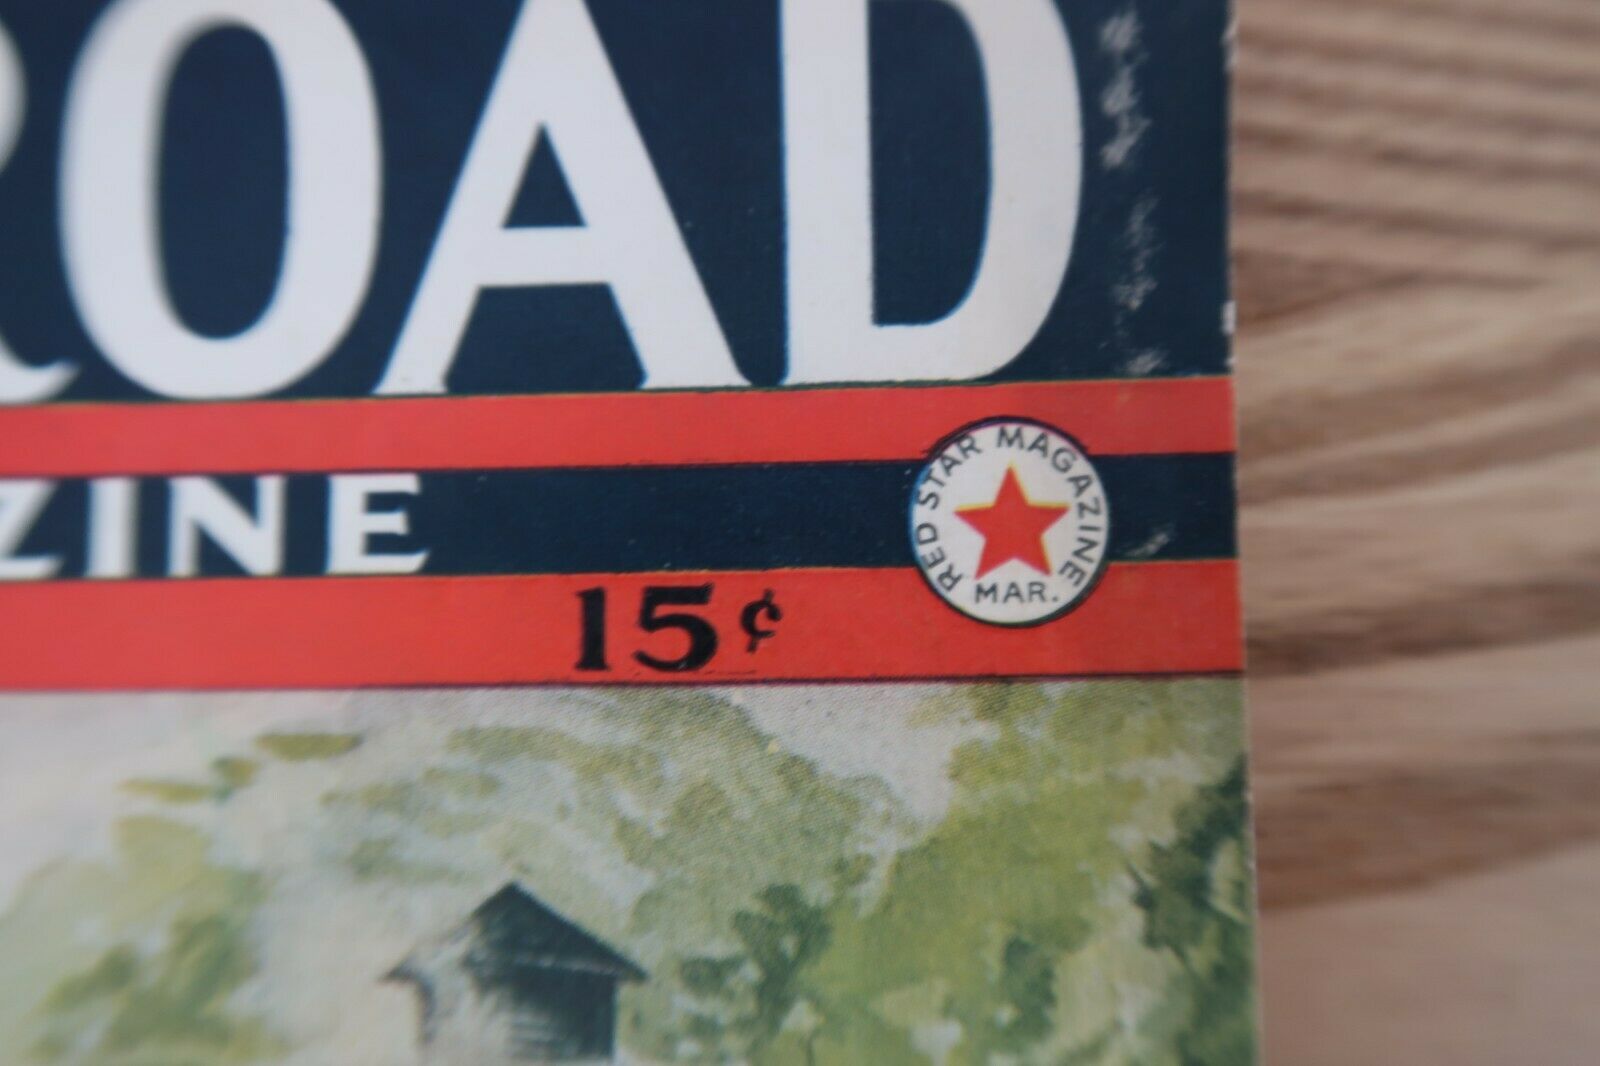 ROAD
ZINE
RED STAR MAGAZINE
MAR.
15¢